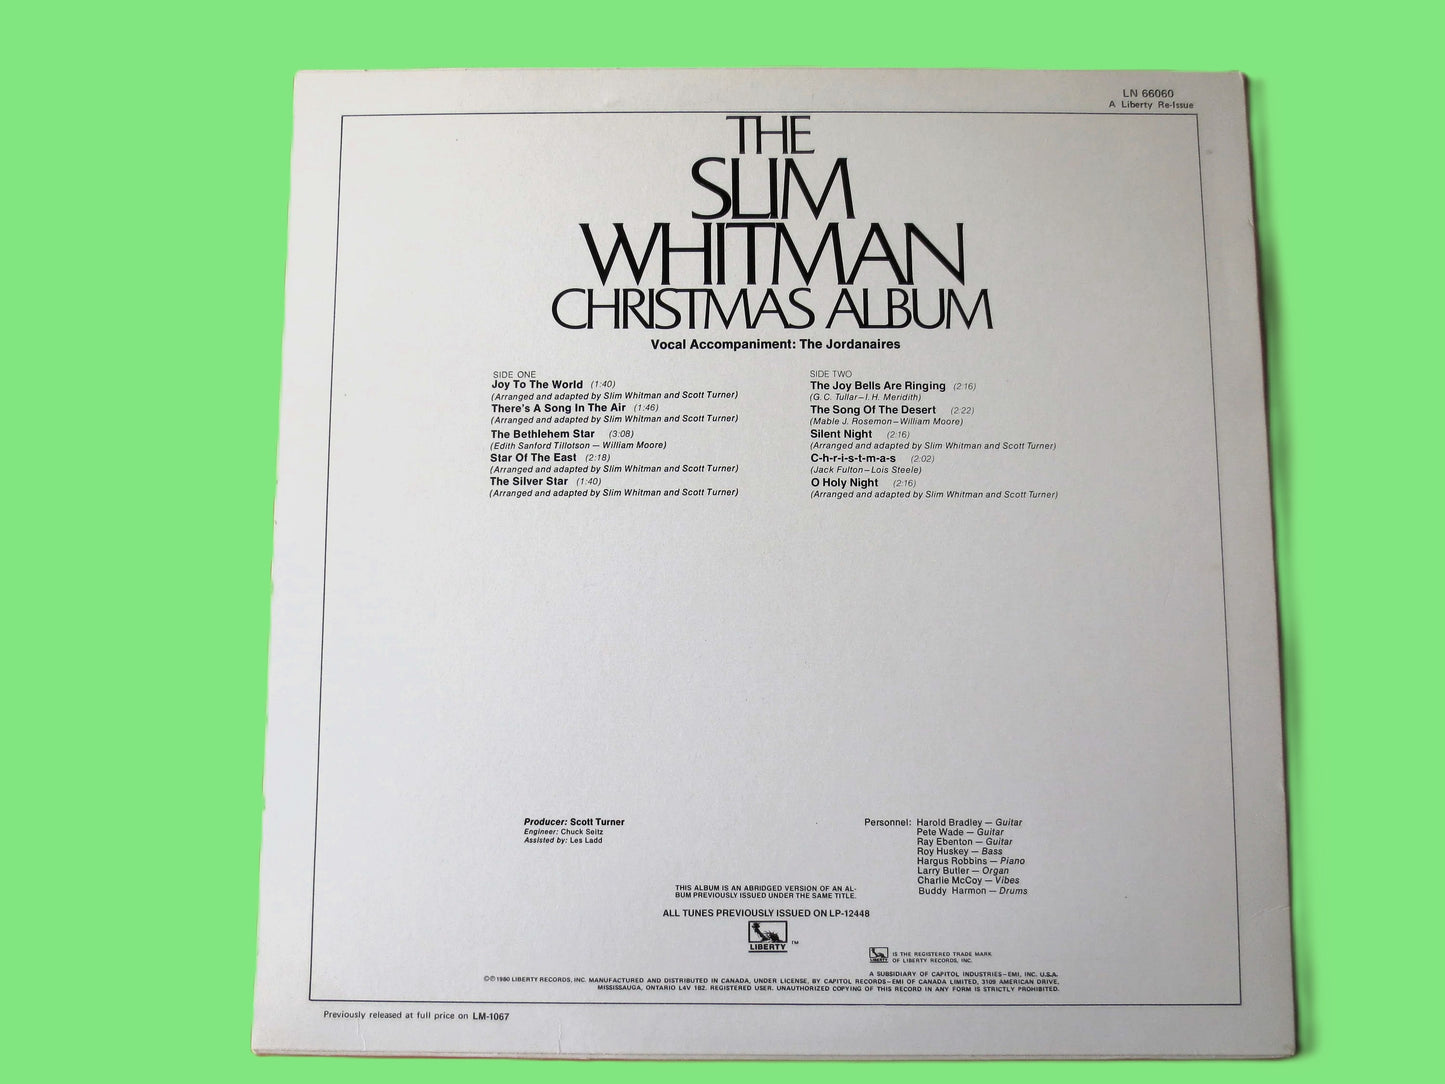 LN 66060
A Liberty Re-Issue
THE
SLIM
WHITMAN
CHRISTMAS ALBUM
Vocal Accompaniment: The Jordanaires
SIDE ONE
Joy To The World (1:40)
(Arranged and adapted by Slim Whitman and Scott Turner)
There's A Song In The Air (1:46)
(Arranged and adapted by Slim Whitman and Scott Turner)
The Bethlehem Star (3:08)
(Edith Sanford Tillotson — William Moore)
Star Of The East (2:18)
(Arranged and adapted by Slim Whitman and Scott Turner)
The Silver Star (1:40)
(Arranged and adapted by Slim Whitman and Scott Turner)
SIDE TWO
The Joy Bells Are Ringing (2:16)
(G.C. Tullar—I.H. Meridith)
The Song Of The Desert (2:22)
(Mable J. Rosemon—William Moore)
Silent Night (2:16)
(Arranged and adapted by Slim Whitman and Scott Turner)
C-h-r-i-s-t-m-a-s (2:02)
(Jack Fulton—Lois Steele)
O Holy Night (2:16)
(Arranged and adapted by Slim Whitman and Scott Turner)
Producer: Scott Turner
Engineer: Chuck Seitz
Assisted by: Les Ladd
Personnel: Harold Bradley — Guitar
Pete Wade — Guitar
Ray Ebenton — Guitar
Roy Huskey — Bass
Hargus Robbins — Piano
Larry Butler — Organ
Charlie McCoy — Vibes
Buddy Harmon — Drums
THIS ALBUM IS AN ABRIDGED VERSION OF AN AL-
BUM PREVIOUSLY ISSUED UNDER THE SAME TITLE.
ALL TUNES PREVIOUSLY ISSUED ON LP-12448
LIBERTY ™
LIBERTY IS THE REGISTERED TRADE MARK
OF LIBERTY RECORDS, INC.
A SUBSIDIARY OF CAPITOL INDUSTRIES—EMI, INC. U.S.A.
©℗ 1980 LIBERTY RECORDS, INC. MANUFACTURED AND DISTRIBUTED IN CANADA, UNDER LICENSE, BY CAPITOL RECORDS—EMI OF CANADA LIMITED, 3109 AMERICAN DRIVE,
MISSISSAUGA, ONTARIO L4V 1B2. REGISTERED USER. UNAUTHORIZED COPYING OF THIS RECORD IN ANY FORM IS STRICTLY PROHIBITED.
Previously released at full price on LM-1067